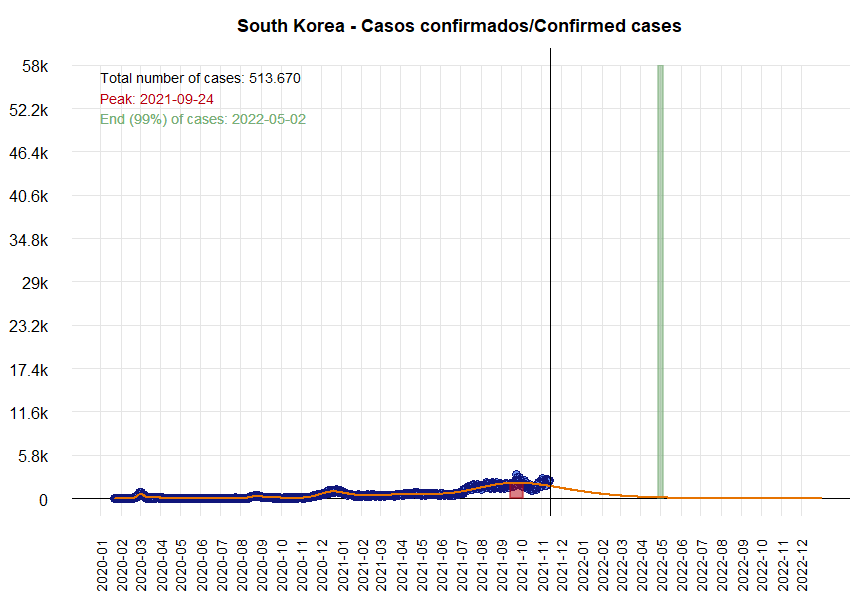 South Korea - Casos confirmados/Confirmed cases
58k
Total number of cases: 513.670
Peak: 2021-09-24
End (99%) of cases: 2022-05-02
52.2k
46.4k
40.6k
34.8k
29k
23.2k
17.4k
11.6k
5.8k
0
2020-01
2020-02
2020-03
2020-04
2020-05
2020-06
2020-07
2020-08
2020-09
2020-10
2020-11
2020-12
2021-01
2021-02
2021-03
2021-04
2021-05
2021-06
2021-07
2021-08
2021-09
2021-10
2021-11
2021-12
2022-01
2022-02
2022-03
2022-04
2022-05
2022-06
2022-07
2022-08
2022-09
2022-10
2022-11
2022-12